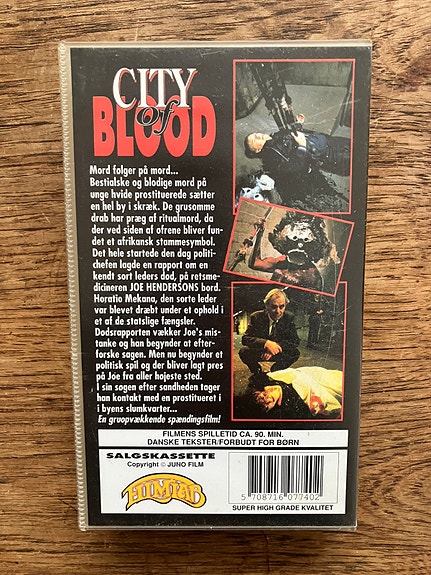 CITY
of
BLOOD
Mord følger på mord...
Bestialske og blodige mord på
unge hvide prostituerede sætter
en hel by i skræk. De grusomme
drab har præg af ritualmord, da
der ved siden af ofrene bliver fun-
det et afrikansk stammesymbol.
Det hele startede den dag politi-
chefen lagde en rapport om en
kendt sort leders død, på retsme-
dicineren JOE HENDERSONS bord.
Horatio Mekana, den sorte leder
var blevet dræbt under et ophold i
et af de statslige fængsler.
Dødsrapporten vækker Joe's mis-
tanke og han begynder at efter-
forske sagen. Men nu begynder et
politisk spil og der bliver lagt pres
på Joe fra aller højeste sted.
I sin søgen efter sandheden tager
han kontakt med en prostitueret i
i byens slumkvarter...
En gruopvækkende spændingsfilm!
FILMENS SPILLETID CA. 90. MIN.
DANSKE TEKSTER/FORBUDT FOR BØRN
SALGSKASSETTE
Copyright © JUNO FILM
FILMLAB
5 708716 077402
SUPER HIGH GRADE KVALITET